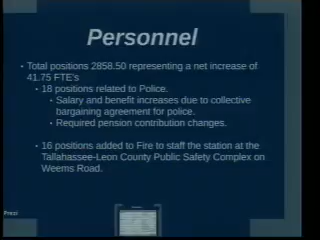 Personnel
• Total positions 2858.50 representing a net increase of
41.75 FTE's
• 18 positions related to Police.
• Salary and benefit increases due to collective
bargaining agreement for police.
• Required pension contribution changes.
• 16 positions added to Fire to staff the station at the
Tallahassee-Leon County Public Safety Complex on
Weems Road.